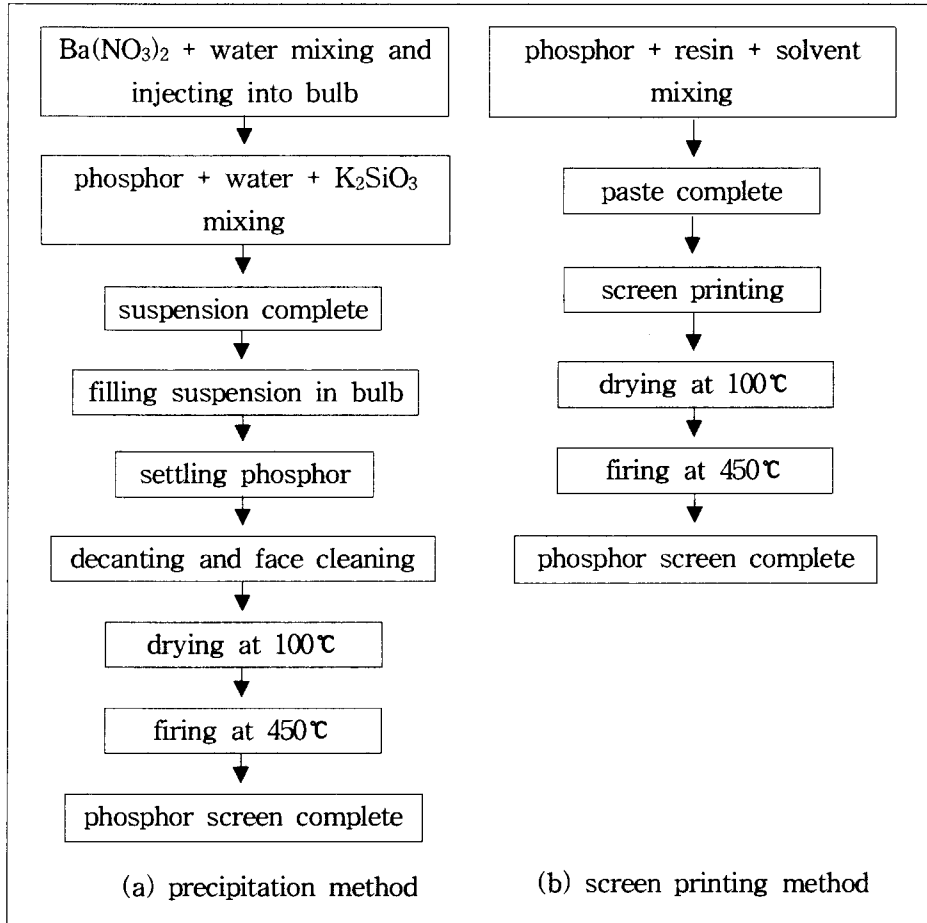 Ba(NO₃)₂ + water mixing and
injecting into bulb
phosphor + water + K₂SiO₃
mixing
suspension complete
filling suspension in bulb
settling phosphor
decanting and face cleaning
drying at 100℃
firing at 450℃
phosphor screen complete
(a) precipitation method
phosphor + resin + solvent
mixing
paste complete
screen printing
drying at 100℃
firing at 450℃
phosphor screen complete
(b) screen printing method